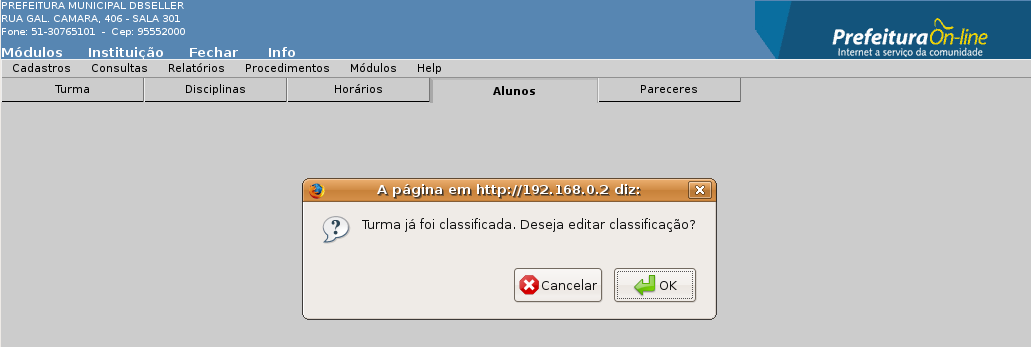 PREFEITURA MUNICIPAL DBSELLER
RUA GAL. CAMARA, 406 - SALA 301
Fone: 51-30765101 - Cep: 95552000
Módulos Instituição Fechar Info
Prefeitura On-line
Internet a serviço da comunidade
Cadastros Consultas Relatórios Procedimentos Módulos Help
Turma Disciplinas Horários Alunos Pareceres
A página em http://192.168.0.2 diz:
Turma já foi classificada. Deseja editar classificação?
Cancelar OK